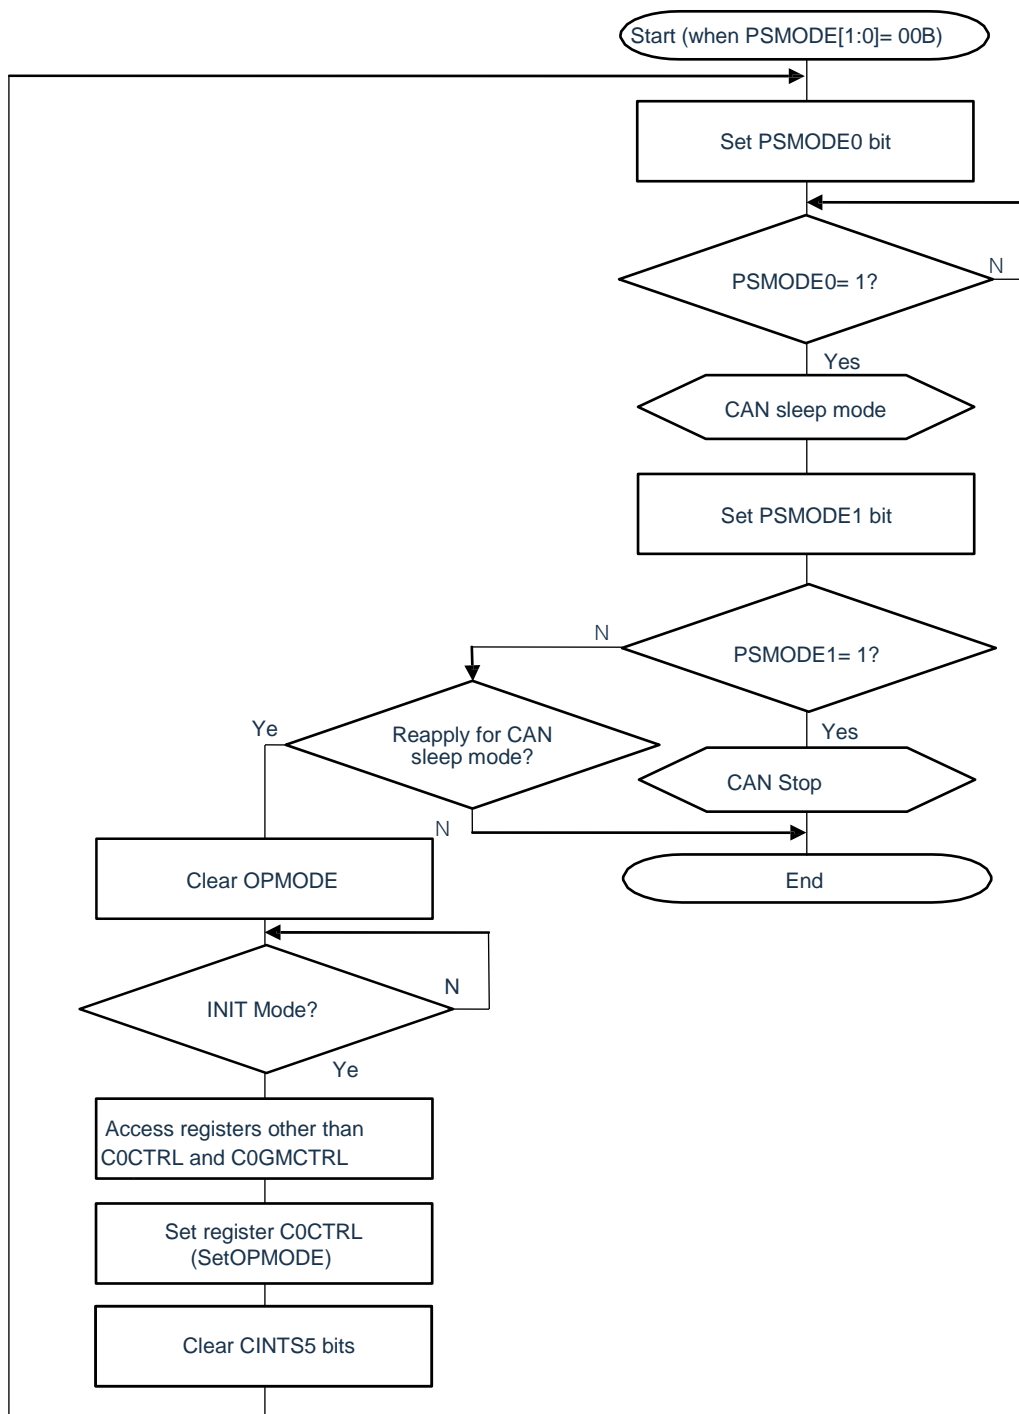 Start (when PSMODE[1:0]= 00B)
Set PSMODE0 bit
PSMODE0= 1?
N
Yes
CAN sleep mode
Set PSMODE1 bit
PSMODE1= 1?
N
Yes
Reapply for CAN
sleep mode?
Ye
N
CAN Stop
End
Clear OPMODE
INIT Mode?
N
Ye
Access registers other than
C0CTRL and C0GMCTRL
Set register C0CTRL
(SetOPMODE)
Clear CINTS5 bits